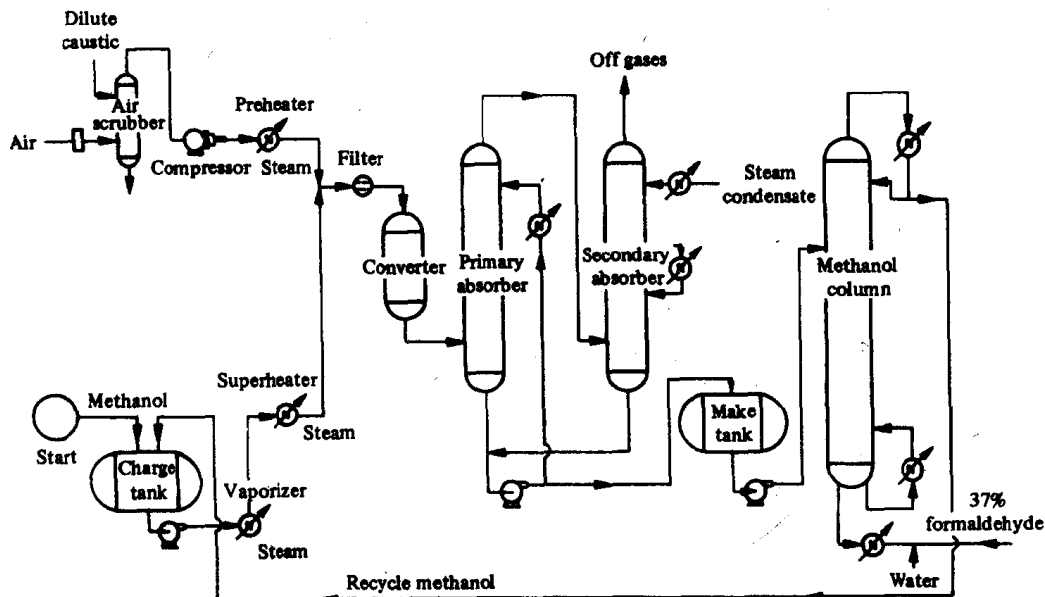 Dilute
caustic
Off gases
Air
scrubber
Preheater
Air
Compressor
Steam
Filter
Steam
condensate
Converter
Primary
absorber
Secondary
absorber
Methanol
column
Superheater
Methanol
Steam
Start
Charge
tank
Make
tank
Vaporizer
Steam
37%
formaldehyde
Water
Recycle methanol